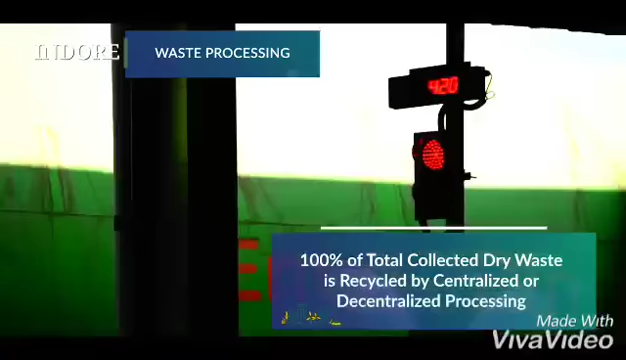 INDORE
WASTE PROCESSING
420
100% of Total Collected Dry Waste
is Recycled by Centralized or
Decentralized Processing
Made With
VivaVideo